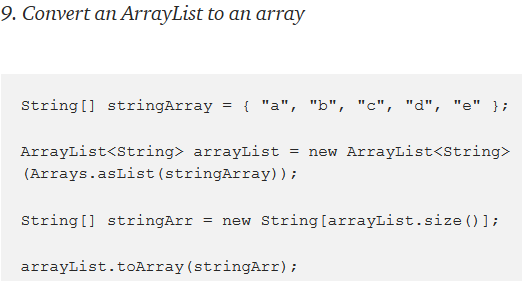 9. Convert an ArrayList to an array
String[] stringArray = { "a", "b", "c", "d", "e" };
ArrayList<String> arrayList = new ArrayList<String>
(Arrays.asList(stringArray));
String[] stringArr = new String[arrayList.size()];
arrayList.toArray(stringArr);